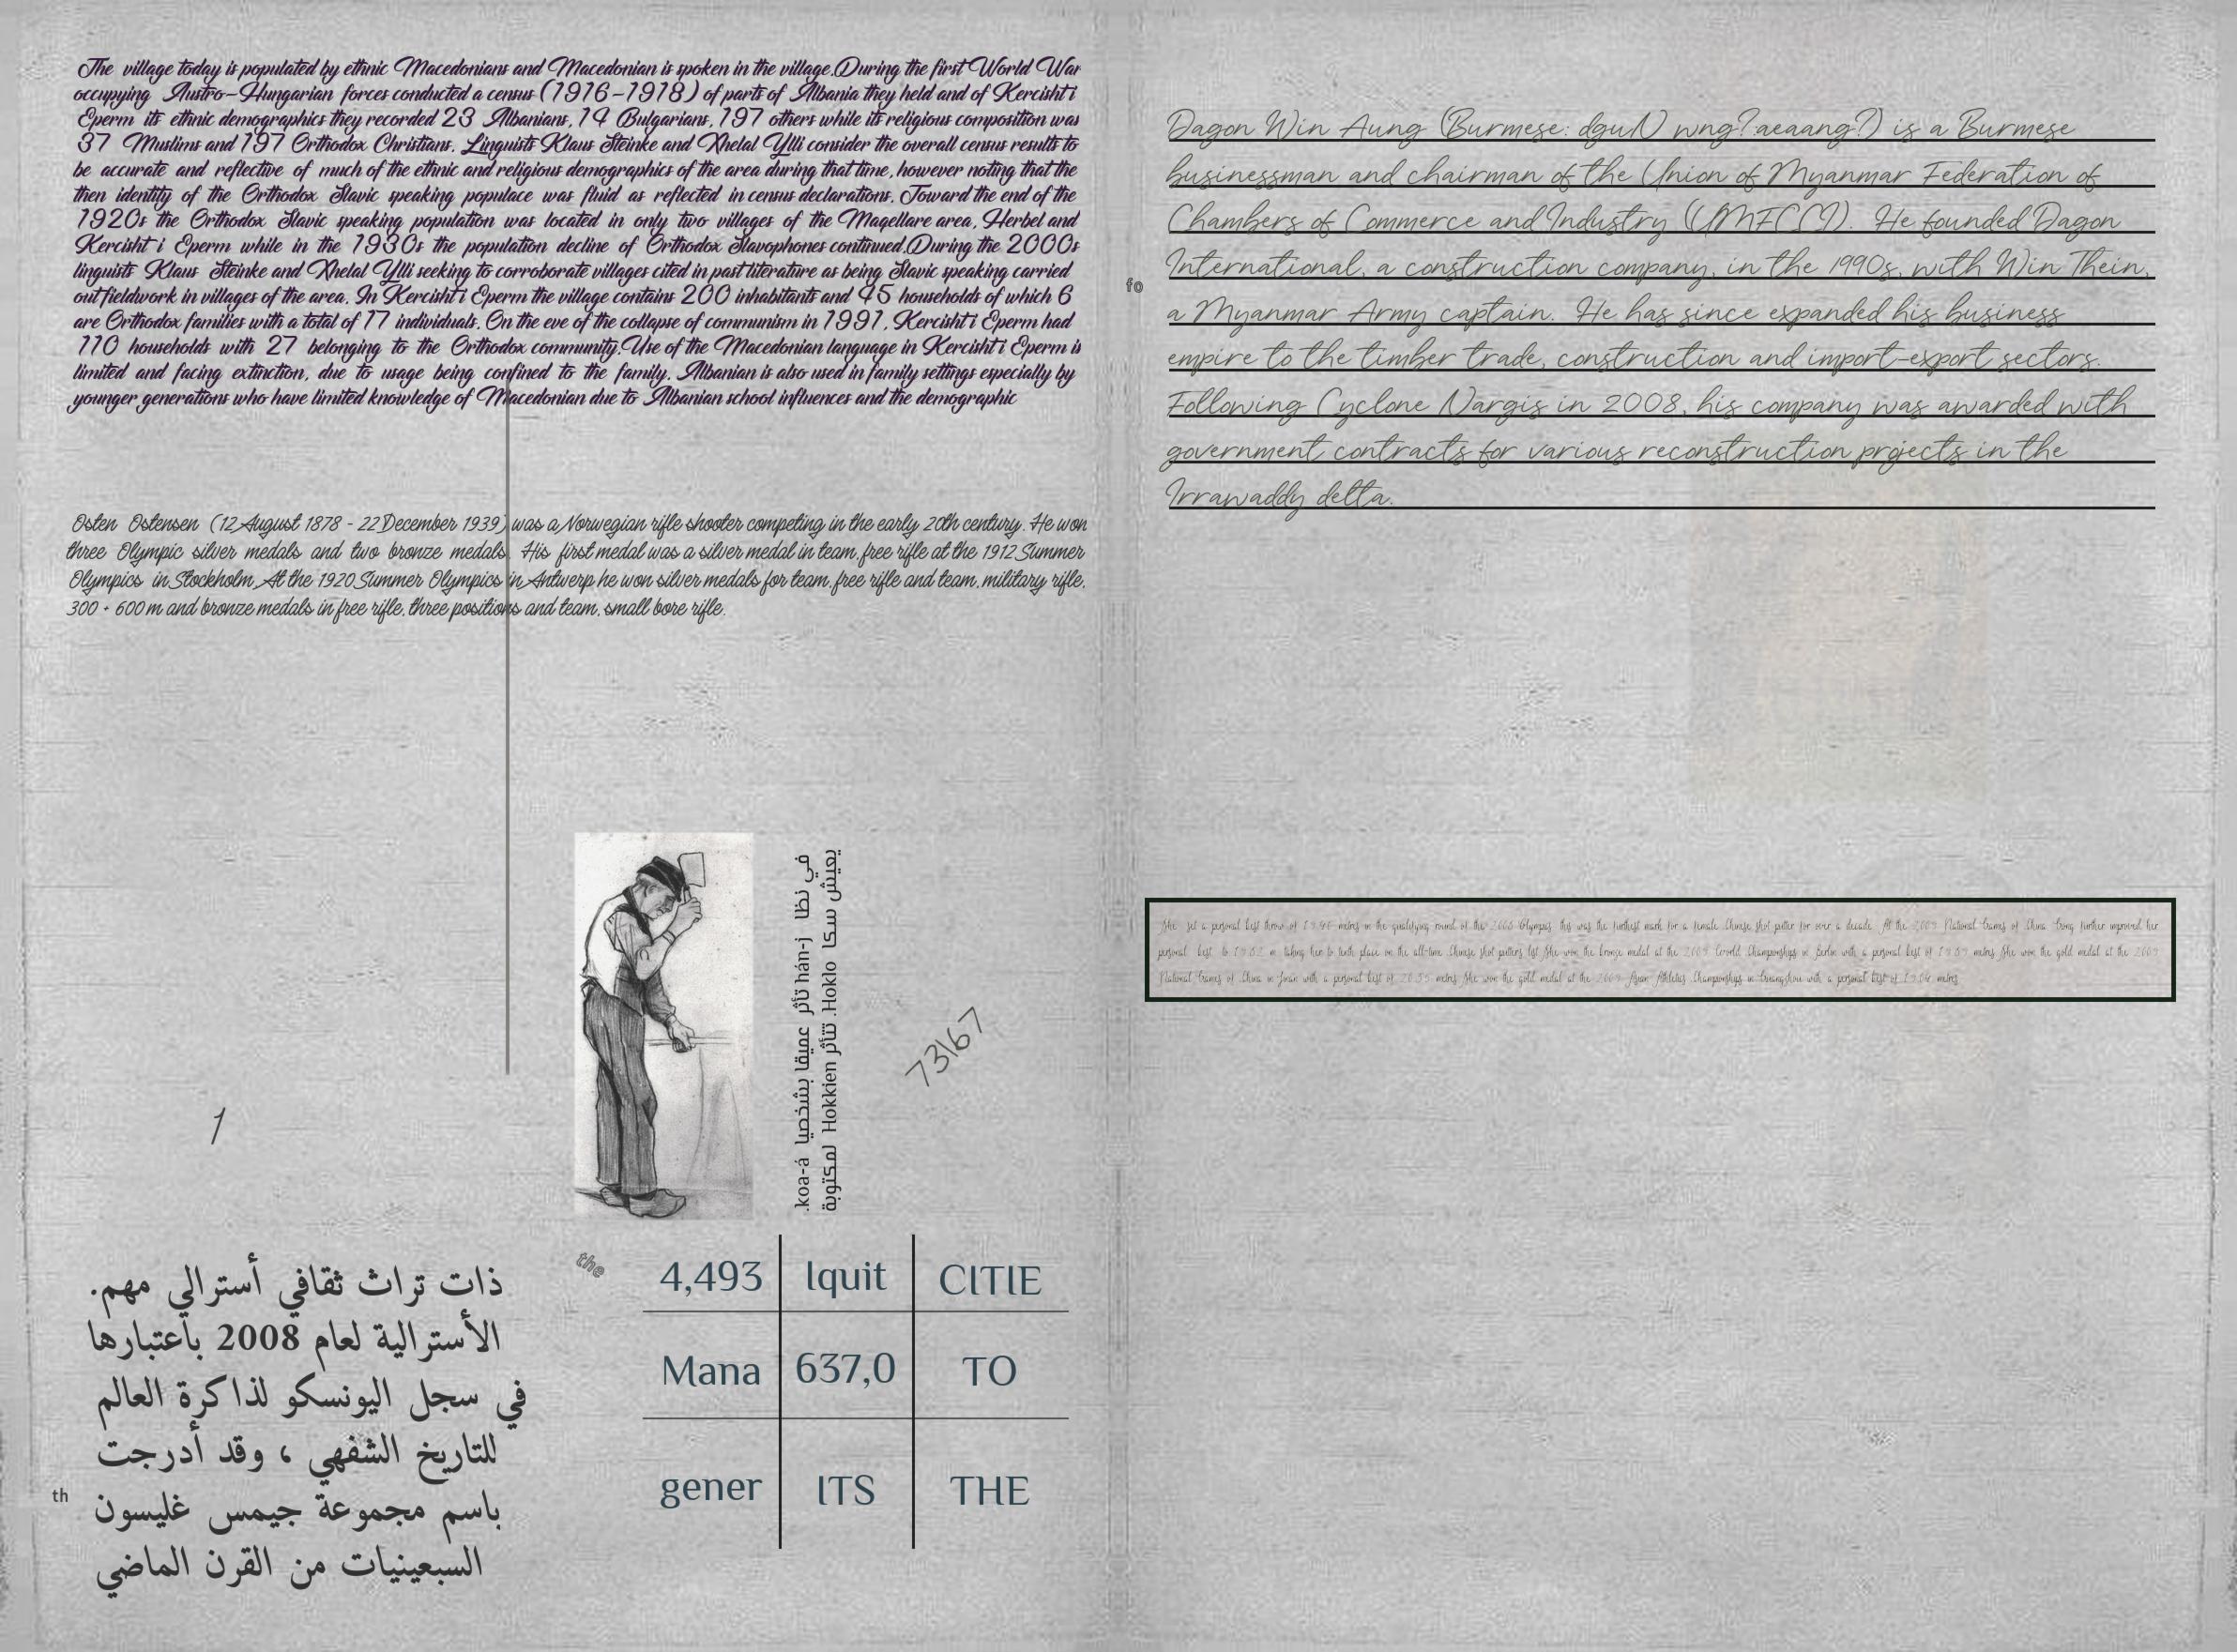 The village today is populated by ethnic Macedonians and Macedonian is spoken in the village.During the first World War
occupying Austro-Hungarian forces conducted a census (1916-1918) of parts of Albania they held and of Kercisht i
Eperm its ethnic demographics they recorded 23 Albanians, 14 Bulgarians, 197 others while its religious composition was
37 Muslims and 197 Orthodox Christians. Linguists Klaus Steinke and Xhelal Ylli consider the overall census results to
be accurate and reflective of much of the ethnic and religious demographics of the area during that time, however noting that the
then identity of the Orthodox Slavic speaking populace was fluid as reflected in census declarations. Toward the end of the
1920s the Orthodox Slavic speaking population was located in only two villages of the Maqellare area, Herbel and
Kercisht i Eperm while in the 1930s the population decline of Orthodox Slavophones continued.During the 2000s
linguists Klaus Steinke and Xhelal Ylli seeking to corroborate villages cited in past literature as being Slavic speaking carried
out fieldwork in villages of the area. In Kercisht i Eperm the village contains 200 inhabitants and 45 households of which 6
are Orthodox families with a total of 17 individuals. On the eve of the collapse of communism in 1991, Kercisht i Eperm had
110 households with 27 belonging to the Orthodox community.Use of the Macedonian language in Kercisht i Eperm is
limited and facing extinction, due to usage being confined to the family. Albanian is also used in family settings especially by
younger generations who have limited knowledge of Macedonian due to Albanian school influences and the demographic
Osten Ostensen (12 August 1878 - 22 December 1939) was a Norwegian rifle shooter competing in the early 20th century. He won
three Olympic silver medals and two bronze medals. His first medal was a silver medal in team, free rifle at the 1912 Summer
Olympics in Stockholm. At the 1920 Summer Olympics in Antwerp he won silver medals for team, free rifle and team, military rifle,
300 + 600 m and bronze medals in free rifle, three positions and team, small bore rifle.
في نظا hán-j تأثر عميقا بشخصيا koa-á.
يعيش سكا Hoklo. تتأثر Hokkien لمكتوبة
73167
1
ذات تراث ثقافي أسترالي مهم.
الأسترالية لعام 2008 باعتبارها
في سجل اليونسكو لذاكرة العالم
للتاريخ الشفهي ، وقد أدرجت
باسم مجموعة جيمس غليسون
السبعينيات من القرن الماضي
th
the
4,493 Iquit CITIE
Mana 637,0 TO
gener ITS THE
fo
Dagon Win Aung (Burmese: dguN wng?:aeaang?) is a Burmese
businessman and chairman of the Union of Myanmar Federation of
Chambers of Commerce and Industry (UMFCCI). He founded Dagon
International, a construction company, in the 1990s, with Win Thein,
a Myanmar Army captain. He has since expanded his business
empire to the timber trade, construction and import-export sectors.
Following Cyclone Nargis in 2008, his company was awarded with
government contracts for various reconstruction projects in the
Irrawaddy delta.
She set a personal best throw of metres in the qualifying round of the Olympics, this was the furthest mark for a female Chinese shot putter for over a decade. At the 2009 National Games of China Gong further improved her
personal best to m taking her to tenth place on the all-time Chinese shot putters list. She won the bronze medal at the 2009 World Championships in Berlin with a personal best of metres. She won the gold medal at the 2009
National Games of China in Jinan with a personal best of metres. She won the gold medal at the 2009 Asian Athletics Championships in Guangzhou with a personal best of metres